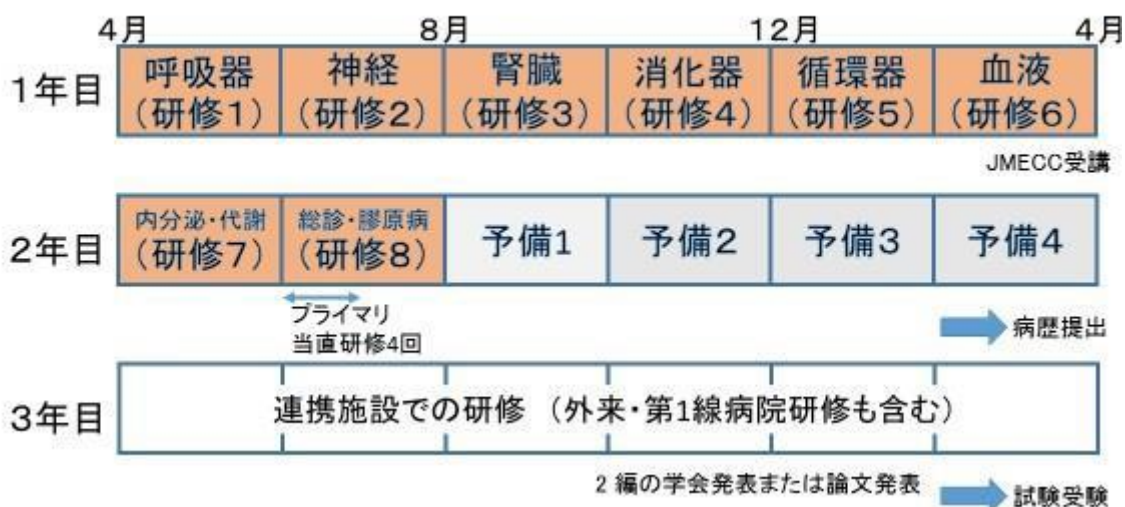 4月 8月 12月 4月
1年目 呼吸器 神経 腎臓 消化器 循環器 血液
(研修1) (研修2) (研修3) (研修4) (研修5) (研修6)
JMECC受講
2年目 内分泌・代謝 総診・膠原病 予備1 予備2 予備3 予備4
(研修7) (研修8)
プライマリ
当直研修4回
病歴提出
3年目 連携施設での研修 (外来・第1線病院研修も含む)
2編の学会発表または論文発表 試験受験